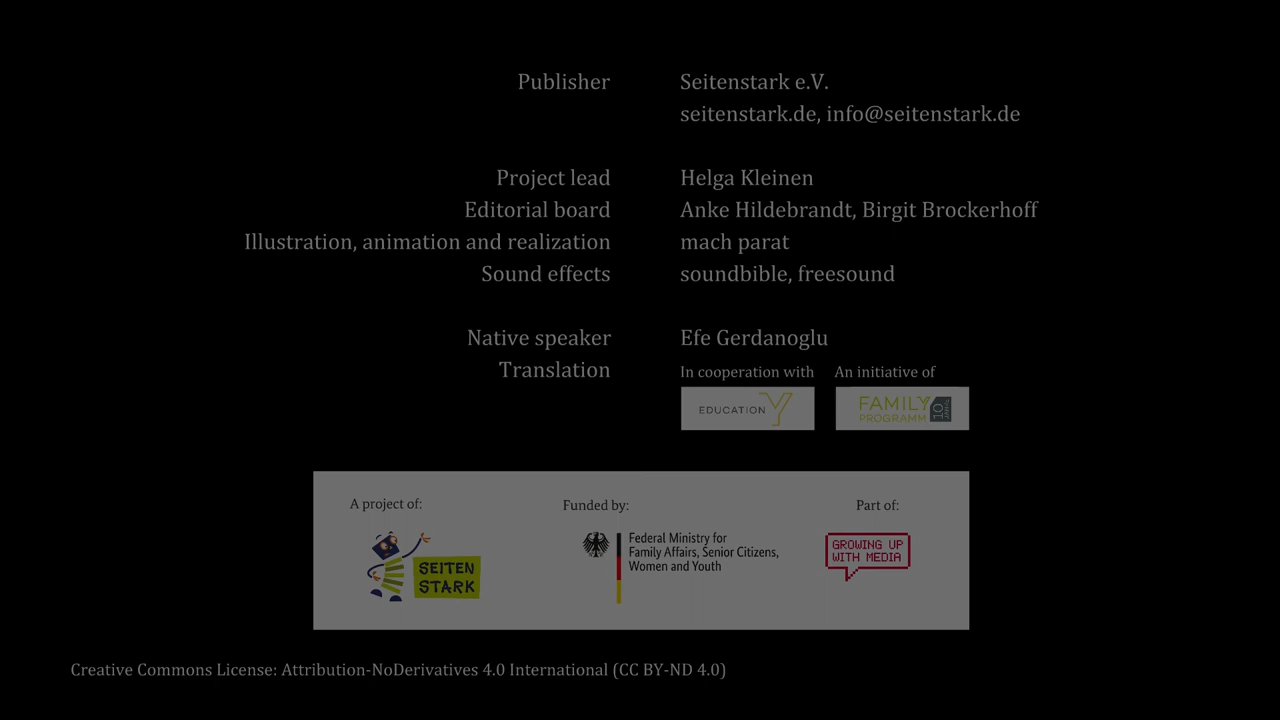 Publisher Seitenstark e.V.
seitenstark.de, info@seitenstark.de
Project lead Helga Kleinen
Editorial board Anke Hildebrandt, Birgit Brockerhoff
Illustration, animation and realization mach parat
Sound effects soundbible, freesound
Native speaker Efe Gerdanoglu
Translation In cooperation with An initiative of
EDUCATION Y FAMILY
PROGRAMM 10 JAHRE
A project of: Funded by: Part of:
SEITEN
STARK
Federal Ministry for
Family Affairs, Senior Citizens,
Women and Youth
GROWING UP
WITH MEDIA
Creative Commons License: Attribution-NoDerivatives 4.0 International (CC BY-ND 4.0)